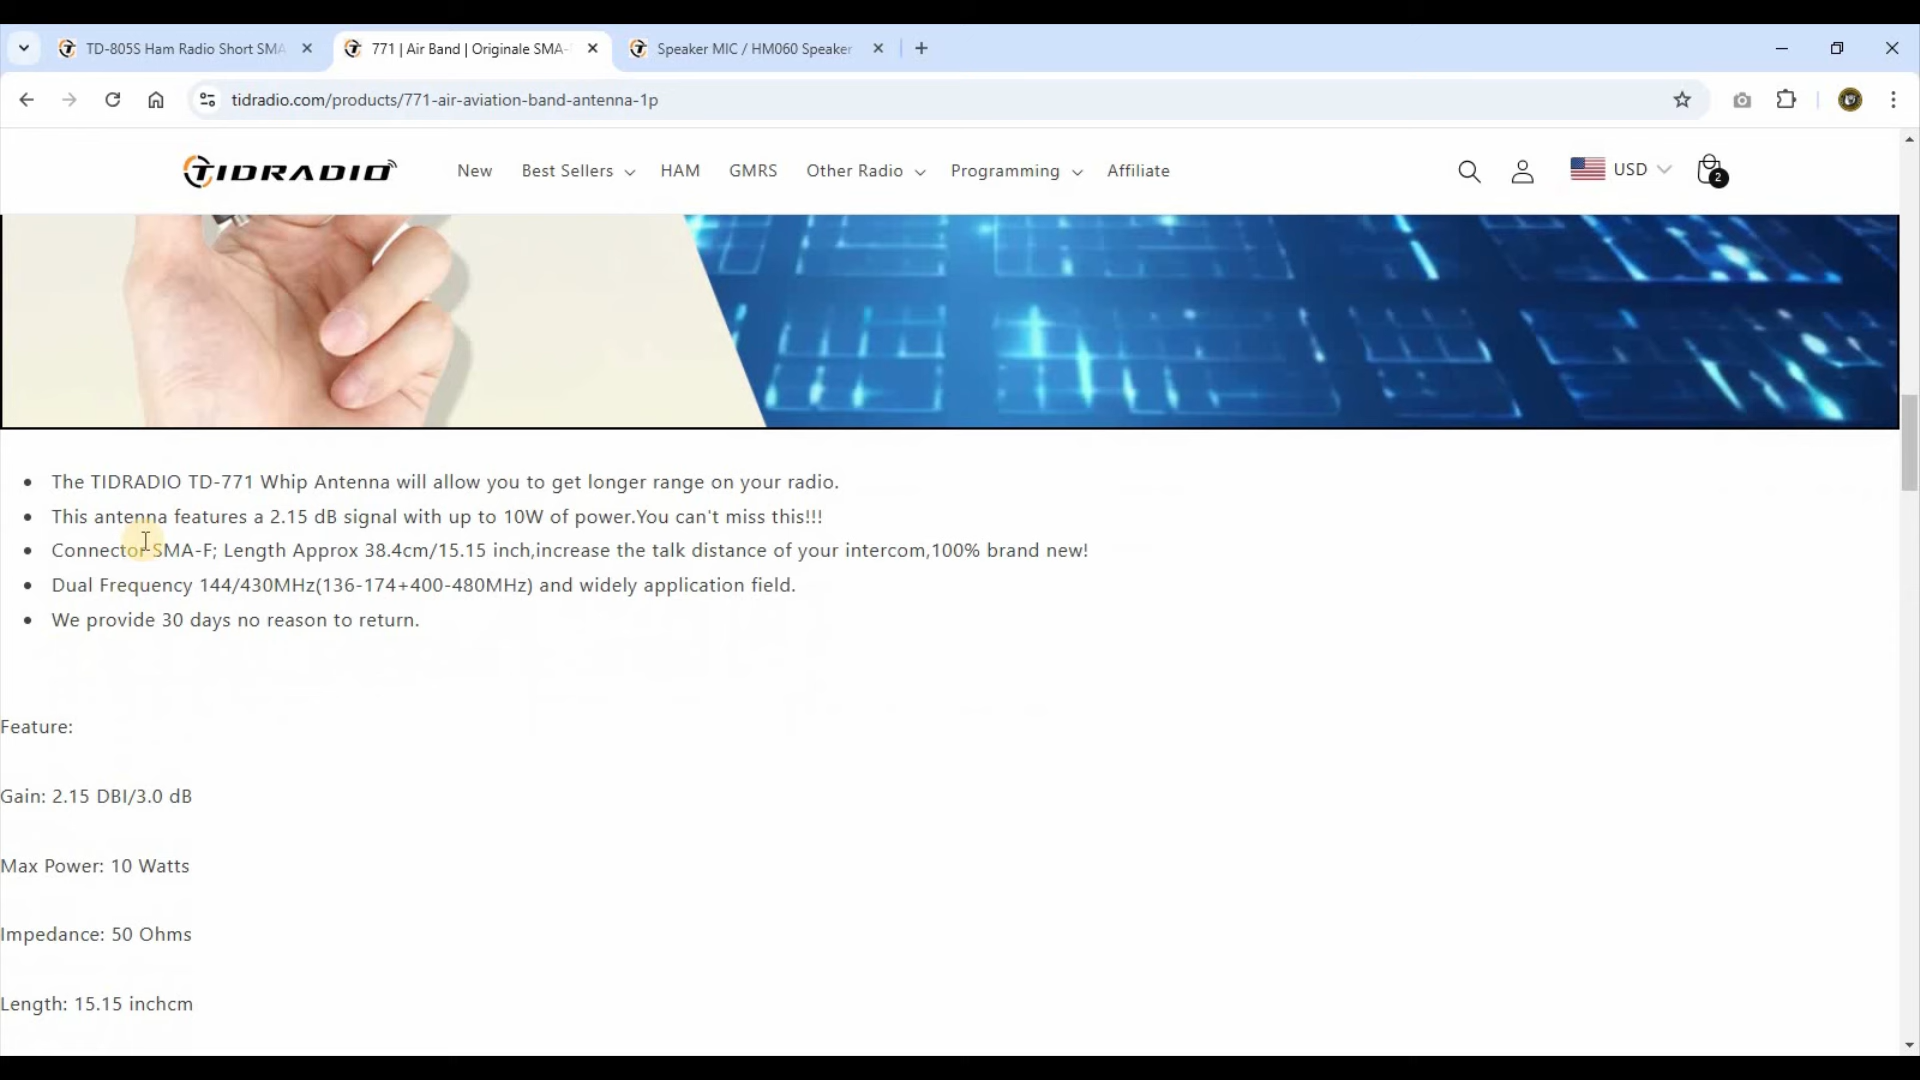 TD-805S Ham Radio Short SMA
771 | Air Band | Originale SMA-
Speaker MIC / HM060 Speaker
tidradio.com/products/771-air-aviation-band-antenna-1p
TIDRADIO
New
Best Sellers
HAM
GMRS
Other Radio
Programming
Affiliate
USD
2
The TIDRADIO TD-771 Whip Antenna will allow you to get longer range on your radio.
This antenna features a 2.15 dB signal with up to 10W of power.You can't miss this!!!
Connector SMA-F; Length Approx 38.4cm/15.15 inch,increase the talk distance of your intercom,100% brand new!
Dual Frequency 144/430MHz(136-174+400-480MHz) and widely application field.
We provide 30 days no reason to return.
Feature:
Gain: 2.15 DBI/3.0 dB
Max Power: 10 Watts
Impedance: 50 Ohms
Length: 15.15 inchcm